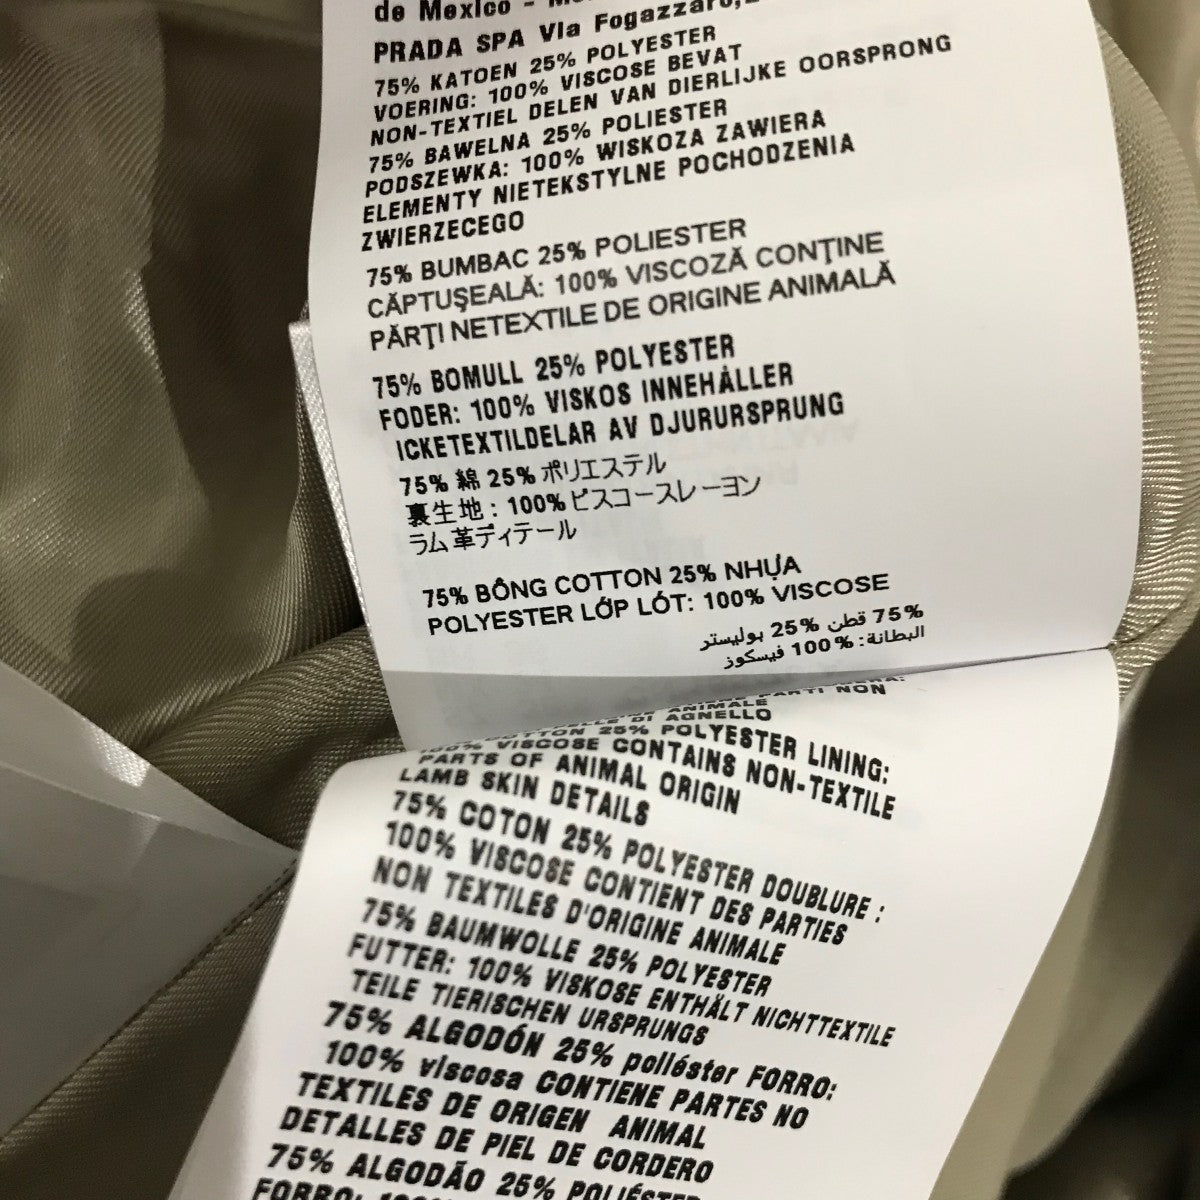 de Mexico -
PRADA SPA Via Fogazzaro,
75% KATOEN 25% POLYESTER
VOERING: 100% VISCOSE BEVAT
NON-TEXTIEL DELEN VAN DIERLIJKE OORSPRONG
75% BAWELNA 25% POLIESTER
PODSZEWKA: 100% WISKOZA ZAWIERA
ELEMENTY NIETEKSTYLNE POCHODZENIA
ZWIERZECEGO
75% BUMBAC 25% POLIESTER
CĂPTUŞEALĂ: 100% VISCOZĂ CONŢINE
PĂRŢI NETEXTILE DE ORIGINE ANIMALĂ
75% BOMULL 25% POLYESTER
FODER: 100% VISKOS INNEHÅLLER
ICKETEXTILDELAR AV DJURURSPRUNG
75% 綿 25% ポリエステル
裏生地 : 100% ビスコースレーヨン
ラム革ディテール
75% BÔNG COTTON 25% NHỰA
POLYESTER LỚP LÓT: 100% VISCOSE
75% قطن 25% بوليستر
البطانة: 100% فيسكوز
PARTI NON
ANIMALE
DI AGNELLO
COTTON 25% POLYESTER LINING:
100% VISCOSE CONTAINS NON-TEXTILE
PARTS OF ANIMAL ORIGIN
LAMB SKIN DETAILS
75% COTON 25% POLYESTER DOUBLURE :
100% VISCOSE CONTIENT DES PARTIES
NON TEXTILES D'ORIGINE ANIMALE
75% BAUMWOLLE 25% POLYESTER
FUTTER: 100% VISKOSE ENTHÄLT NICHTTEXTILE
TEILE TIERISCHEN URSPRUNGS
75% ALGODÓN 25% poliéster FORRO:
100% viscosa CONTIENE PARTES NO
TEXTILES DE ORIGEN ANIMAL
DETALLES DE PIEL DE CORDERO
75% ALGODÃO 25% POLIÉSTER
FORRO: 100%